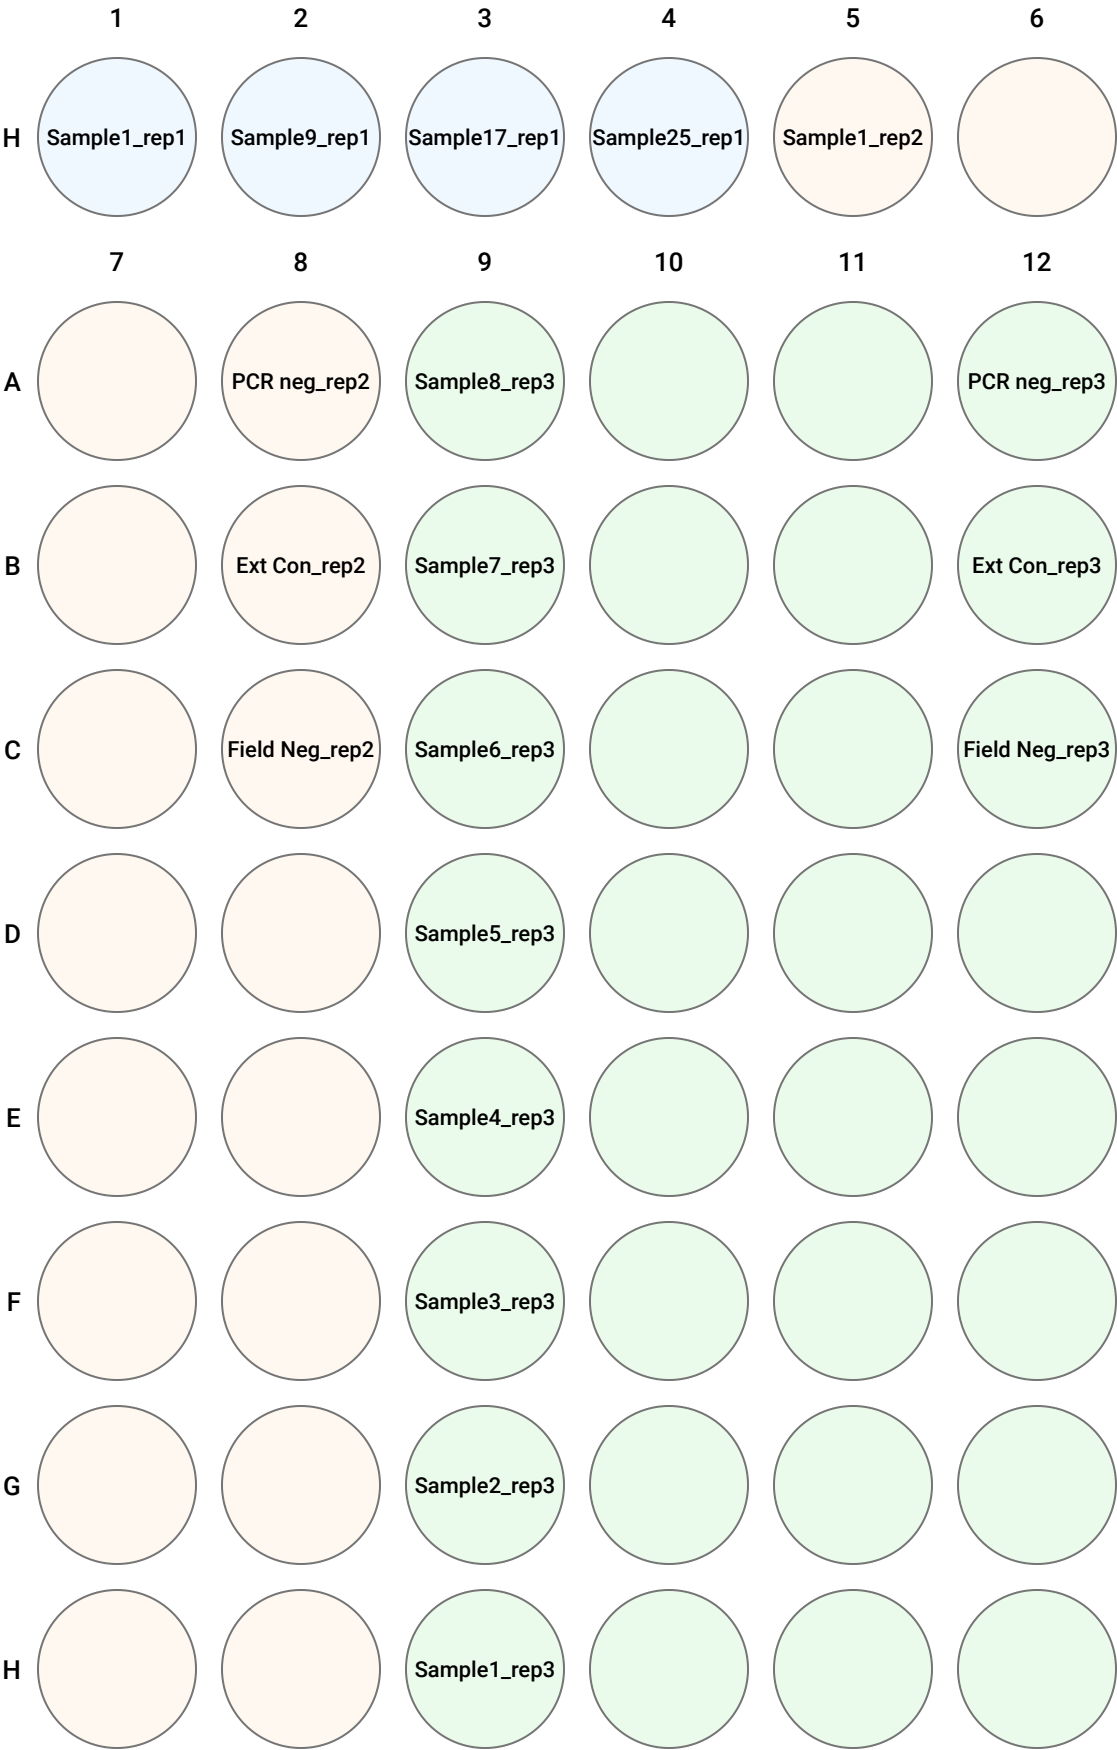 1 2 3 4 5 6
H Sample1_rep1 Sample9_rep1 Sample17_rep1 Sample25_rep1 Sample1_rep2
7 8 9 10 11 12
A PCR neg_rep2 Sample8_rep3 PCR neg_rep3
B Ext Con_rep2 Sample7_rep3 Ext Con_rep3
C Field Neg_rep2 Sample6_rep3 Field Neg_rep3
D Sample5_rep3
E Sample4_rep3
F Sample3_rep3
G Sample2_rep3
H Sample1_rep3